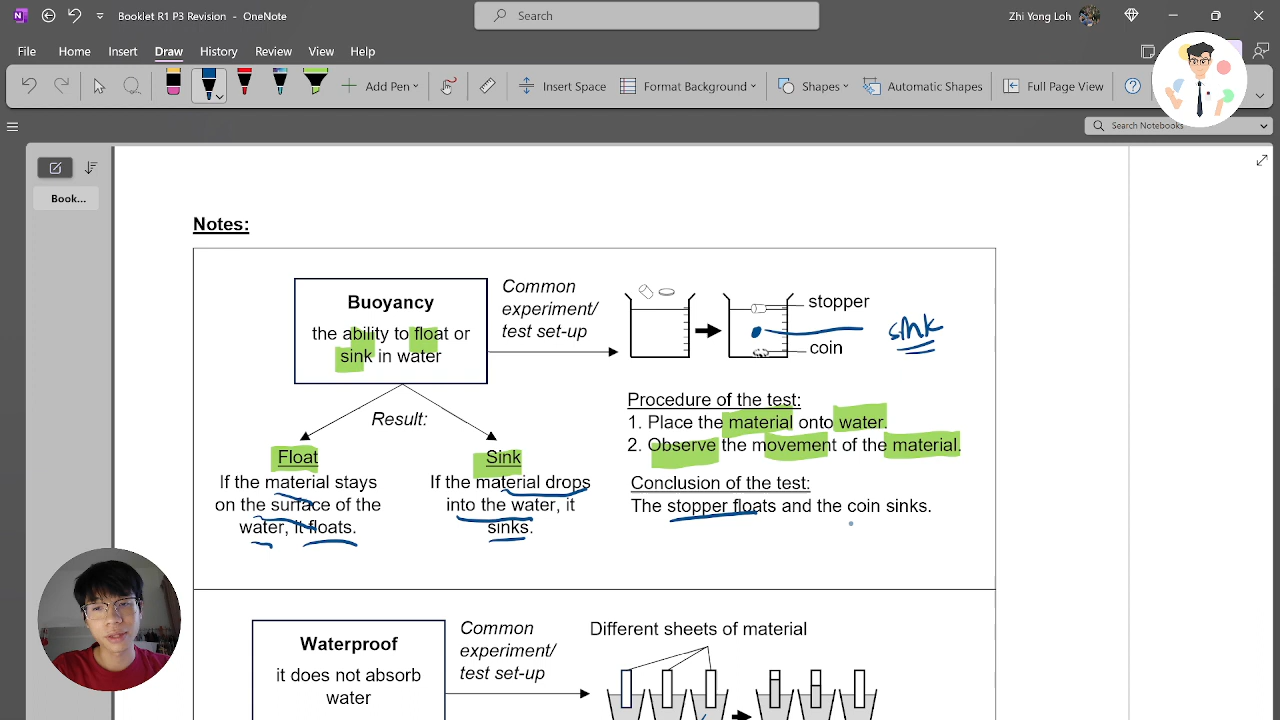 Booklet R1 P3 Revision - OneNote
Search
Zhi Yong Loh
File Home Insert Draw History Review View Help
Add Pen
Insert Space
Format Background
Shapes
Automatic Shapes
Full Page View
Search Notebooks
Book...
Notes:
Buoyancy
the ability to float or
sink in water
Common
experiment/
test set-up
stopper
coin
sink
Result:
Float
If the material stays
on the surface of the
water, it floats.
Sink
If the material drops
into the water, it
sinks.
Procedure of the test:
1. Place the material onto water.
2. Observe the movement of the material.
Conclusion of the test:
The stopper floats and the coin sinks.
Waterproof
it does not absorb
water
Common
experiment/
test set-up
Different sheets of material